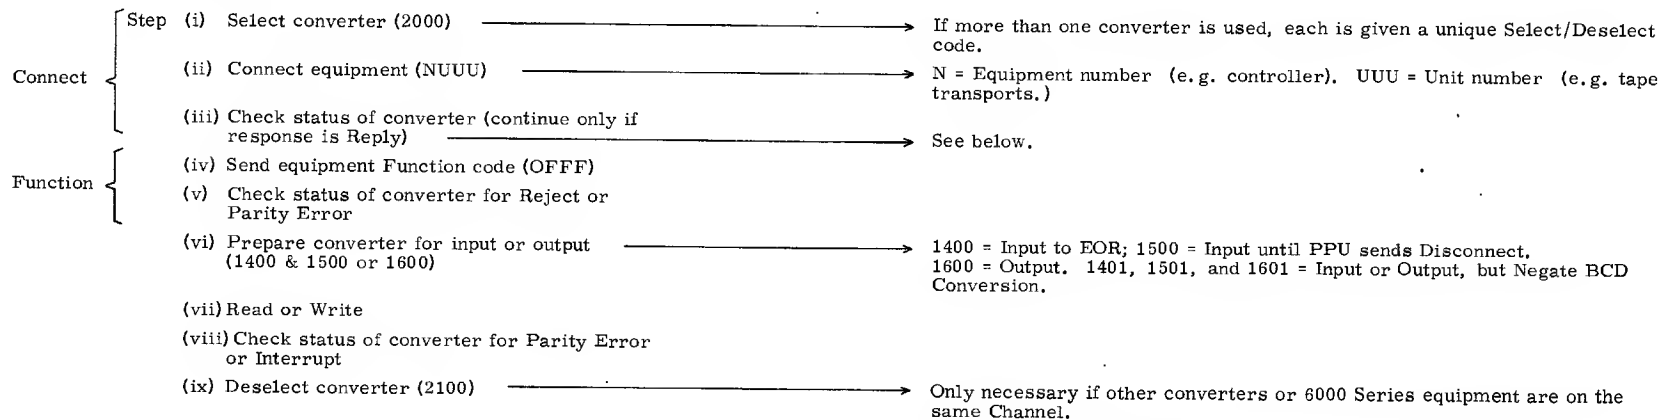 Step (i) Select converter (2000)
If more than one converter is used, each is given a unique Select/Deselect
code.
Connect
(ii) Connect equipment (NUUU)
N = Equipment number (e.g. controller). UUU = Unit number (e.g. tape
transports.)
(iii) Check status of converter (continue only if
response is Reply)
See below.
Function
(iv) Send equipment Function code (OFFF)
(v) Check status of converter for Reject or
Parity Error
(vi) Prepare converter for input or output
(1400 & 1500 or 1600)
1400 = Input to EOR; 1500 = Input until PPU sends Disconnect.
1600 = Output. 1401, 1501, and 1601 = Input or Output, but Negate BCD
Conversion.
(vii) Read or Write
(viii) Check status of converter for Parity Error
or Interrupt
(ix) Deselect converter (2100)
Only necessary if other converters or 6000 Series equipment are on the
same Channel.